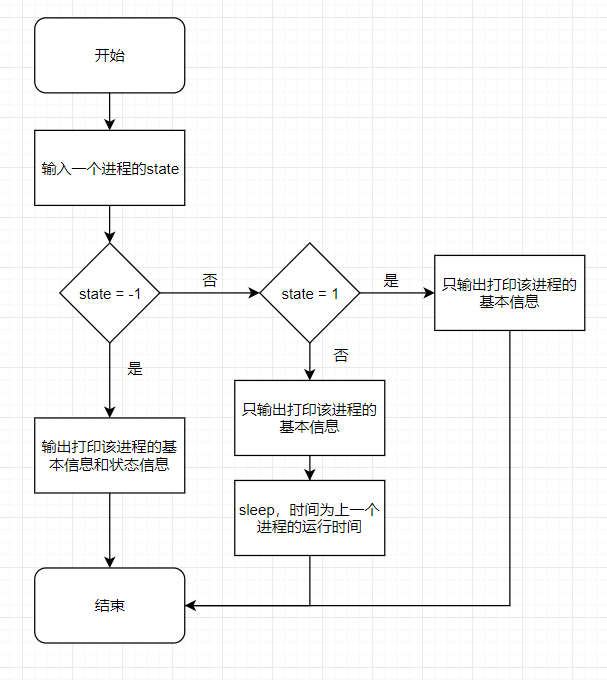 开始
输入一个进程的state
state = -1
否
state = 1
是
只输出打印该进程的
基本信息
是
否
只输出打印该进程的
基本信息
输出打印该进程的基
本信息和状态信息
sleep，时间为上一个
进程的运行时间
结束